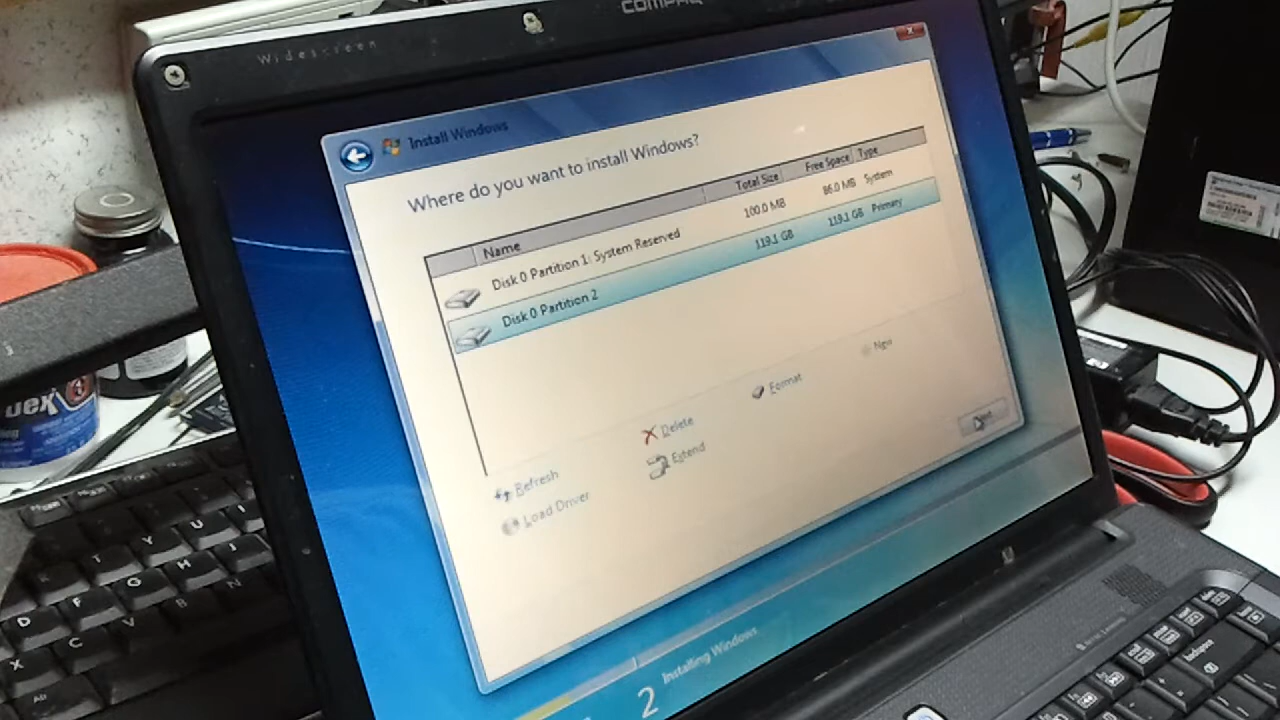 COMPAQ
Widescreen
Install Windows
Where do you want to install Windows?
Name Total Size Free Space Type
Disk 0 Partition 1: System Reserved 100.0 MB 86.0 MB System
Disk 0 Partition 2 119.1 GB 119.1 GB Primary
Refresh Delete Format New
Load Driver Extend
Next
2 Installing Windows
Dex
Y U I
G H J
D F
X C V B N
Backspace